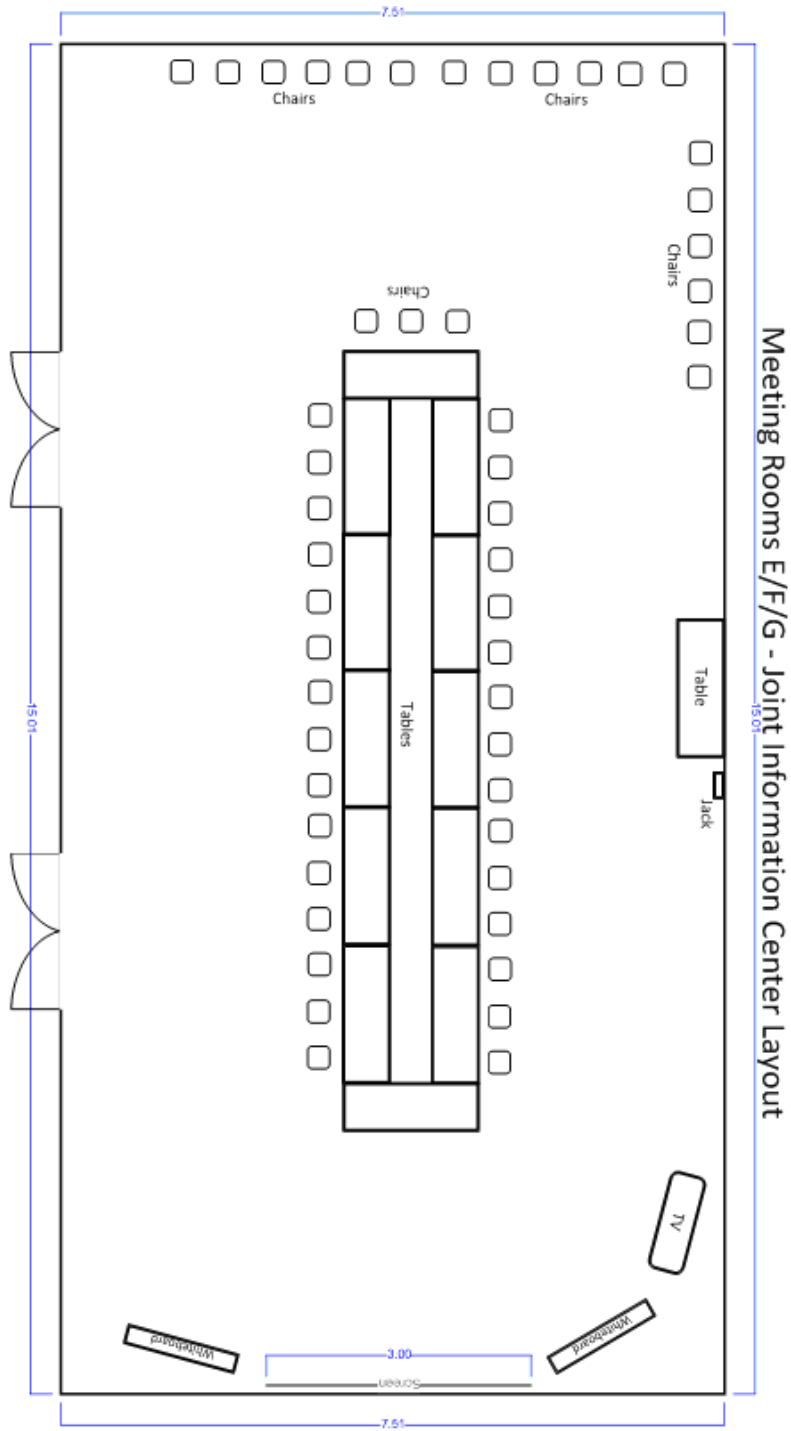 7.51
Chairs
Chairs
Chairs
Chairs
Meeting Rooms E/F/G - Joint Information Center Layout
Tables
Table
15.01
15.01
Jack
TV
Whiteboard
Whiteboard
3.00
Screen
7.51